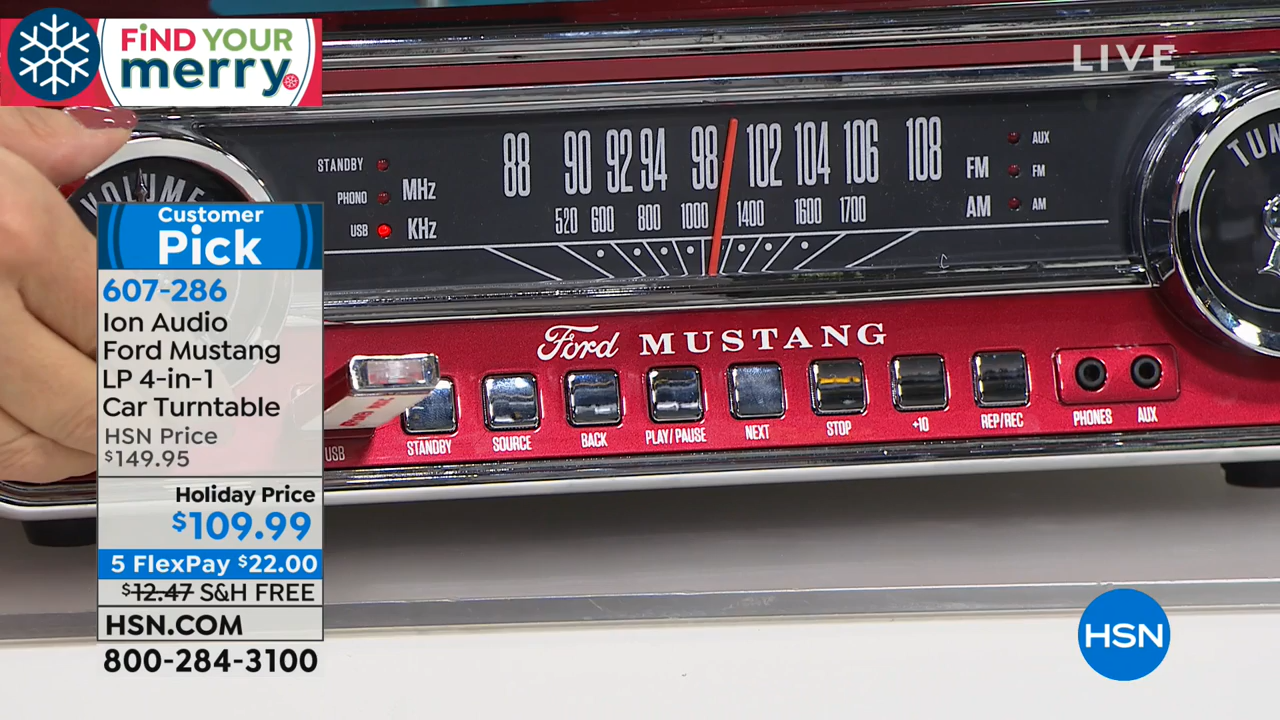 FiND YOUR
merry
LIVE
VOLUME
STANDBY
PHONO
USB
MHz
KHz
88 90 92 94 98 102 104 106 108
520 600 800 1000 1400 1600 1700
FM
AM
AUX
FM
AM
Ford MUSTANG
USB
STANDBY
SOURCE
BACK
PLAY/PAUSE
NEXT
STOP
+10
REP/REC
PHONES
AUX
Customer
Pick
607-286
Ion Audio
Ford Mustang
LP 4-in-1
Car Turntable
HSN Price
$149.95
Holiday Price
$109.99
5 FlexPay $22.00
$12.47 S&H FREE
HSN.COM
800-284-3100
HSN